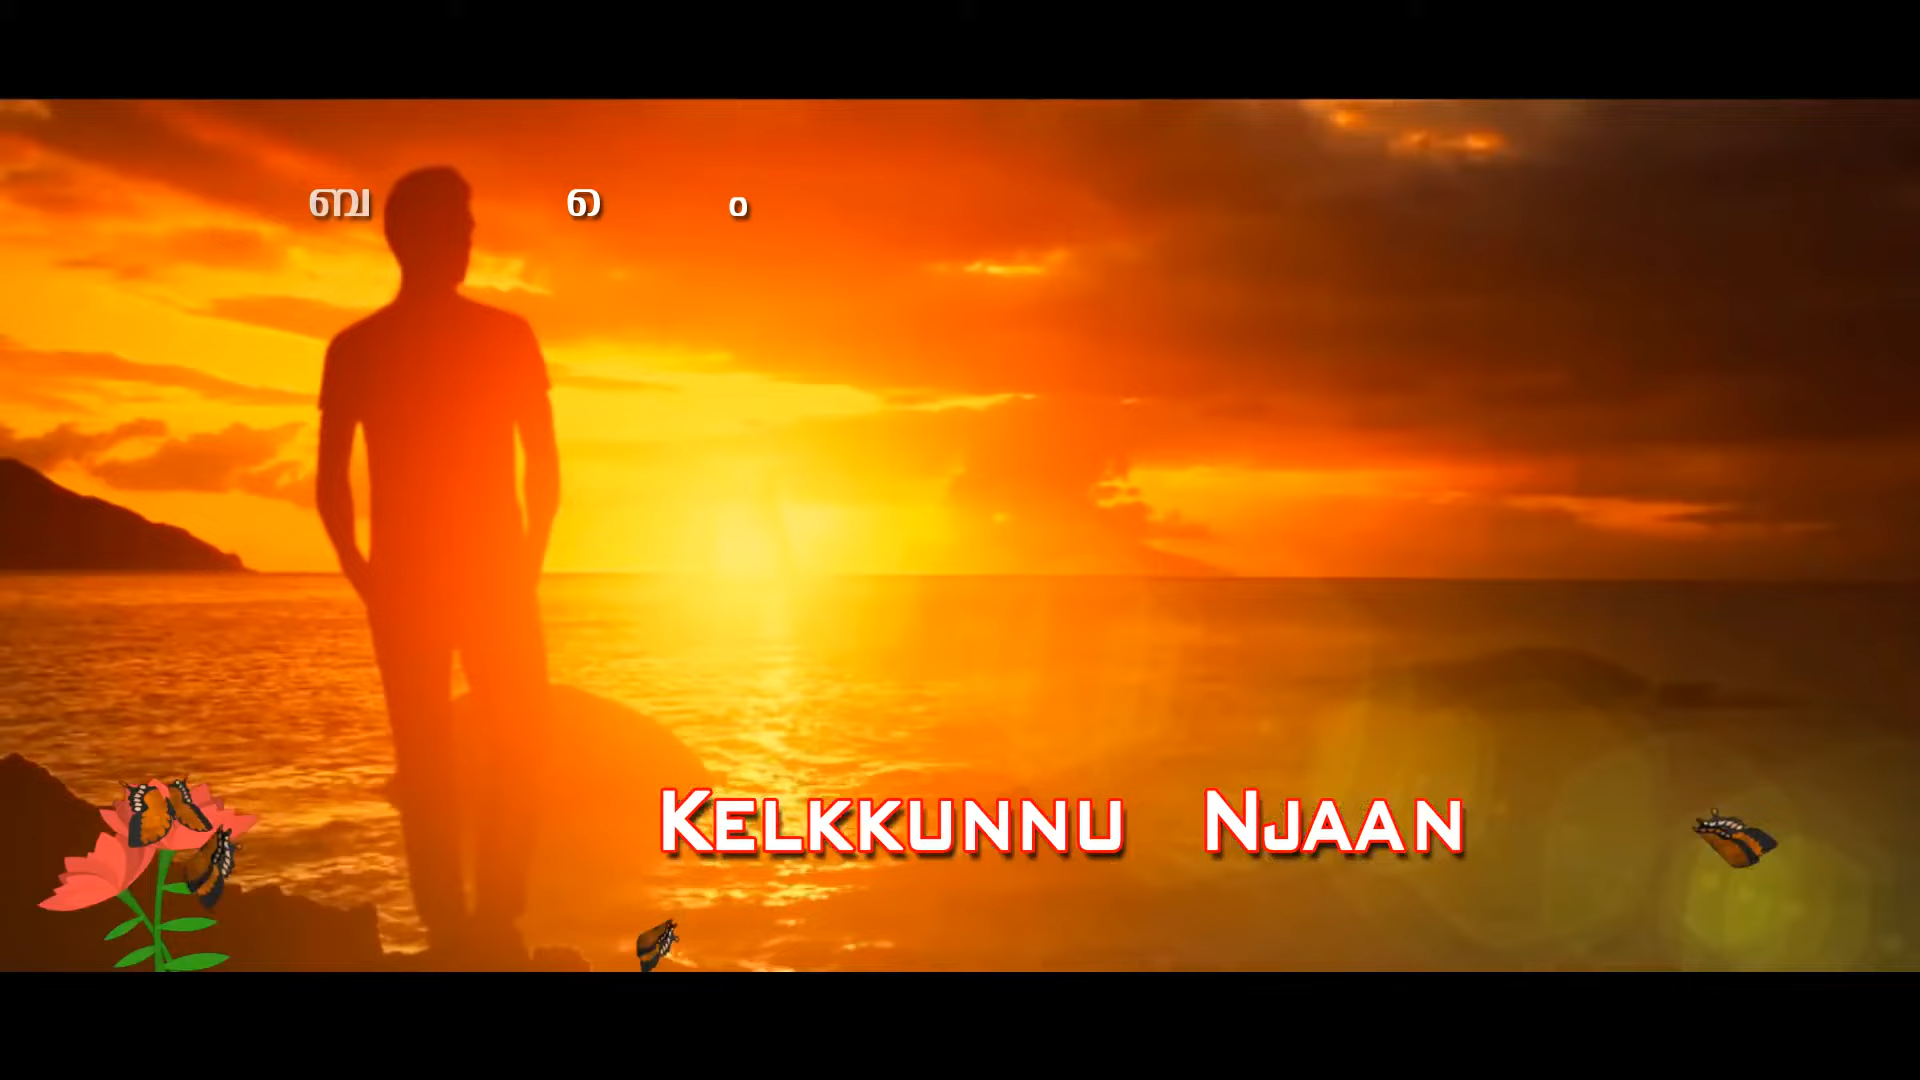 ബ റ ം
Kelkkunnu Njaan